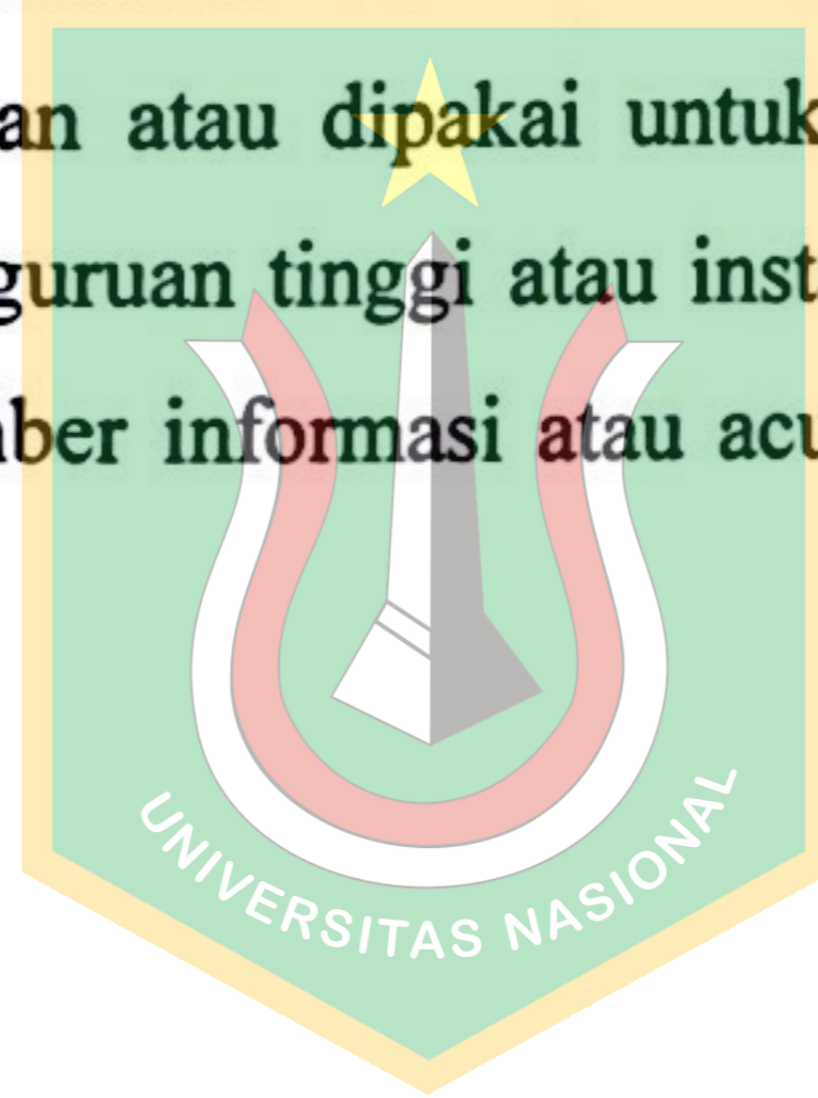 an atau dipakai untuk
guruan tinggi atau inst
ber informasi atau acu
UNIVERSITAS NASIONAL